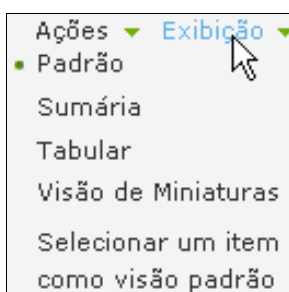 Ações Exibição
Padrão
Sumária
Tabular
Visão de Miniaturas
Selecionar um item
como visão padrão